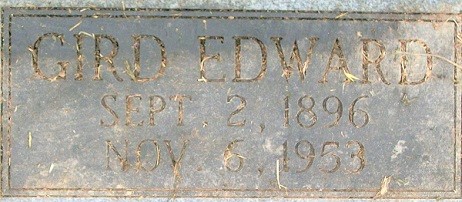 GIRD EDWARD
SEPT. 2, 1896
NOV. 6, 1953